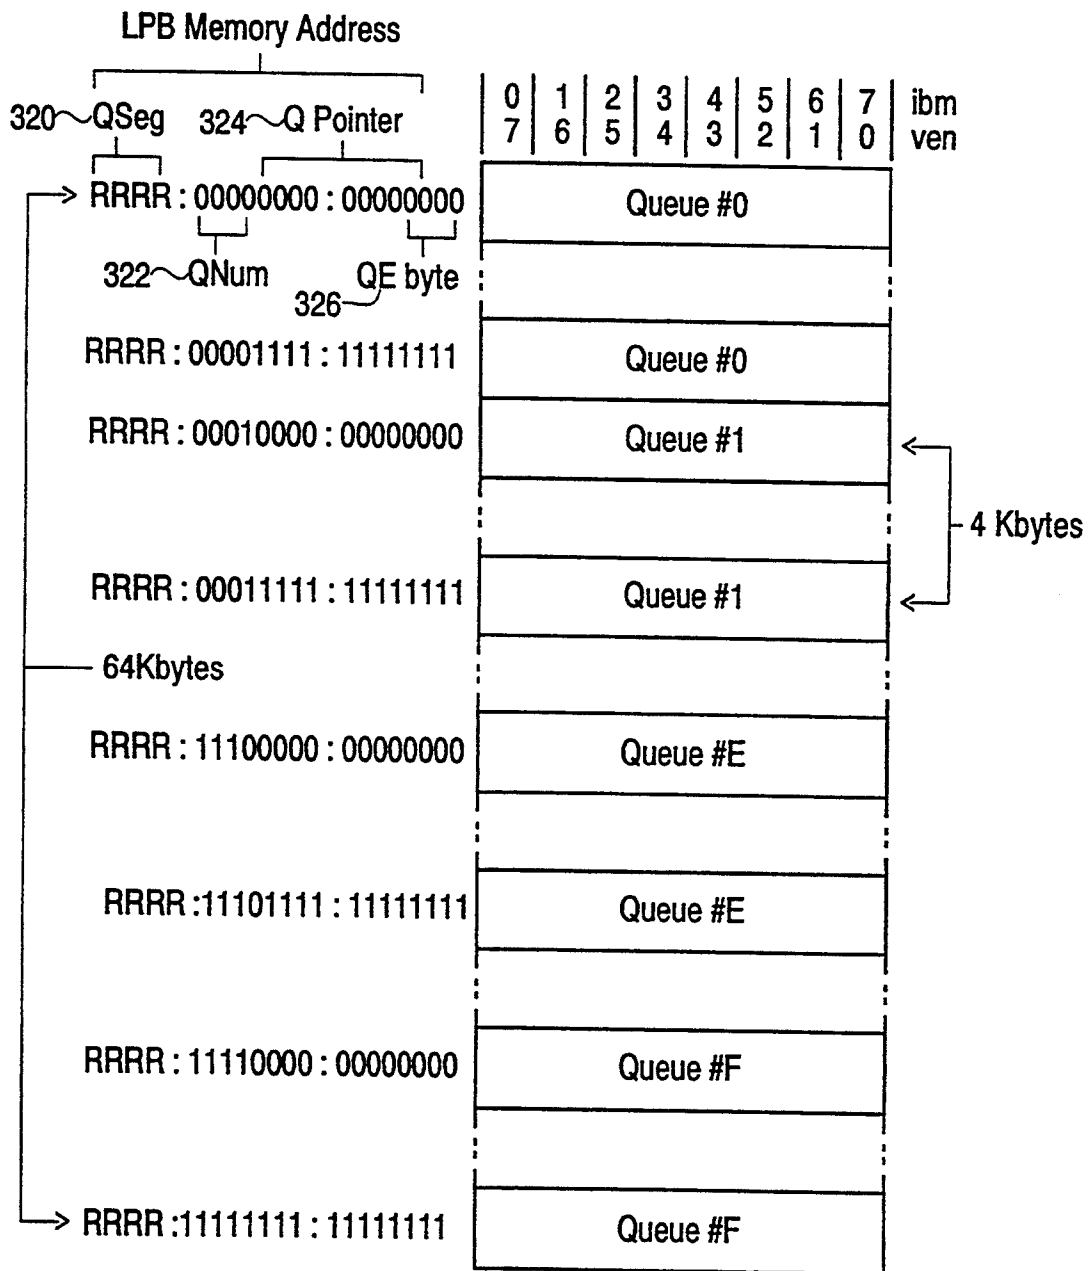 LPB Memory Address
320 QSeg 324 Q Pointer
0 1 2 3 4 5 6 7 ibm
7 6 5 4 3 2 1 0 ven
RRRR : 00000000 : 00000000 Queue #0
322 QNum QE byte
326
RRRR : 00001111 : 11111111 Queue #0
RRRR : 00010000 : 00000000 Queue #1
4 Kbytes
RRRR : 00011111 : 11111111 Queue #1
64Kbytes
RRRR : 11100000 : 00000000 Queue #E
RRRR :11101111 : 11111111 Queue #E
RRRR : 11110000 : 00000000 Queue #F
RRRR :11111111 : 11111111 Queue #F